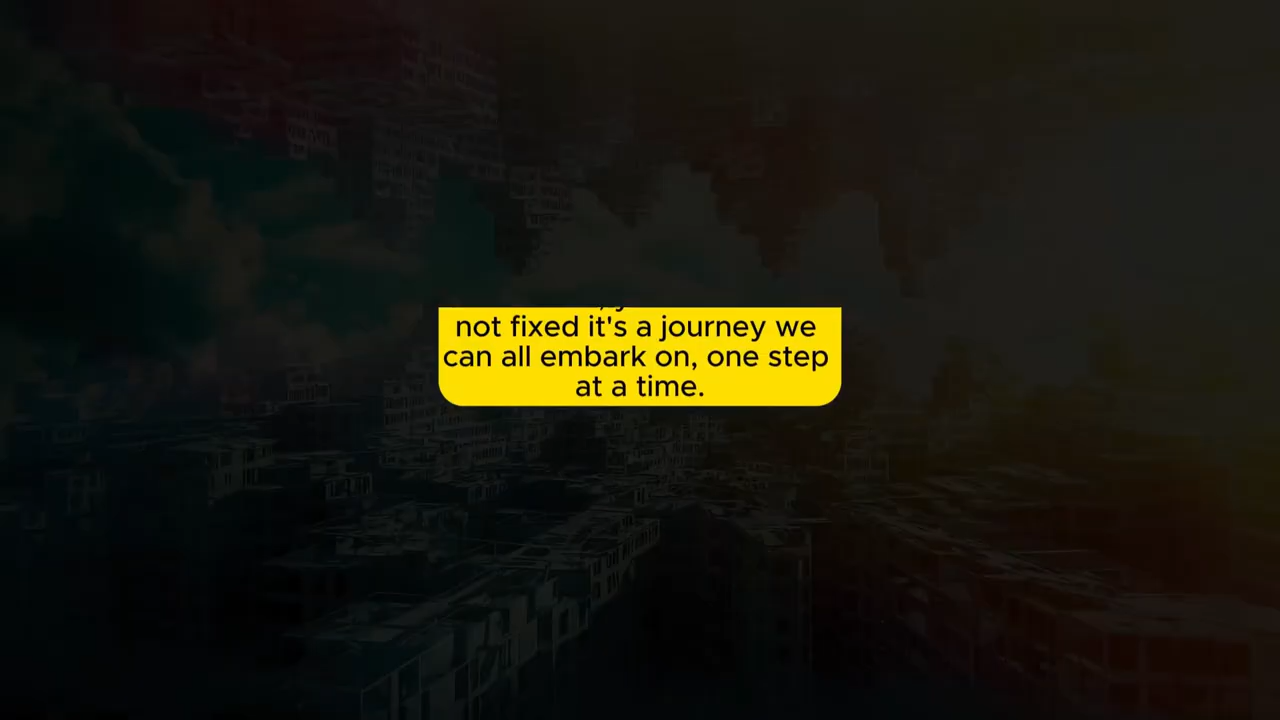 not fixed it's a journey we
can all embark on, one step
at a time.